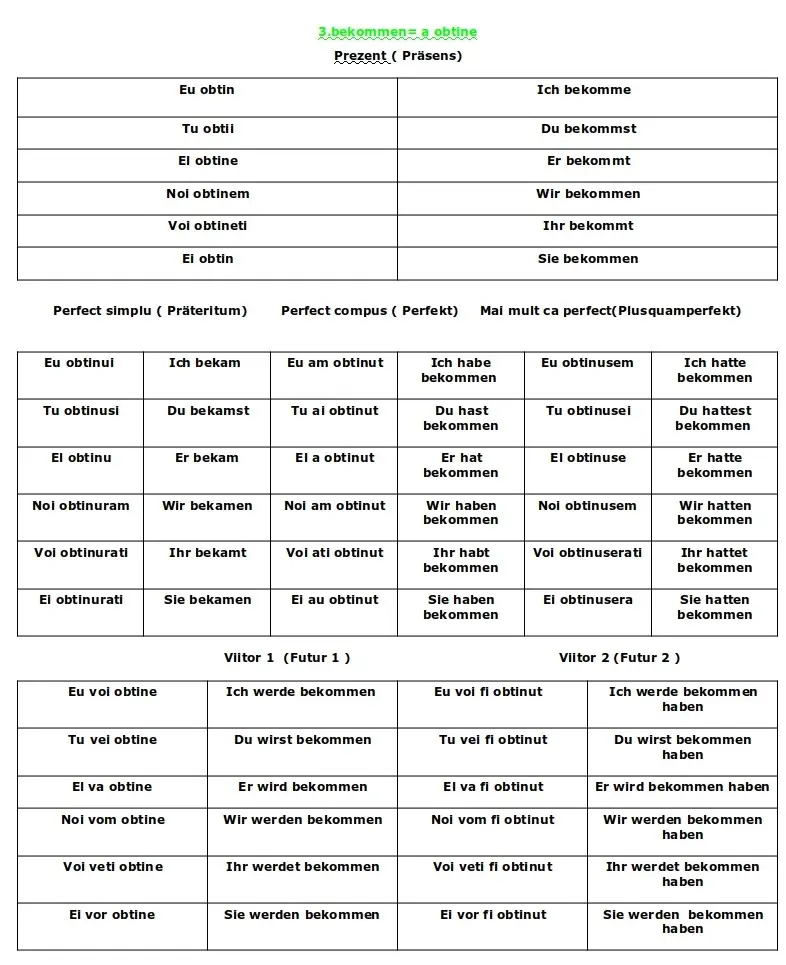 3.bekommen= a obtine
Prezent ( Präsens)
Eu obtin Ich bekomme
Tu obtii Du bekommst
El obtine Er bekommt
Noi obtinem Wir bekommen
Voi obtineti Ihr bekommt
Ei obtin Sie bekommen
Perfect simplu ( Präteritum) Perfect compus ( Perfekt) Mai mult ca perfect(Plusquamperfekt)
Eu obtinui Ich bekam Eu am obtinut Ich habe Eu obtinusem Ich hatte
bekommen bekommen
Tu obtinusi Du bekamst Tu ai obtinut Du hast Tu obtinusei Du hattest
bekommen bekommen
El obtinu Er bekam El a obtinut Er hat El obtinuse Er hatte
bekommen bekommen
Noi obtinuram Wir bekamen Noi am obtinut Wir haben Noi obtinusem Wir hatten
bekommen bekommen
Voi obtinurati Ihr bekamt Voi ati obtinut Ihr habt Voi obtinuserati Ihr hattet
bekommen bekommen
Ei obtinurati Sie bekamen Ei au obtinut Sie haben Ei obtinusera Sie hatten
bekommen bekommen
Viitor 1 (Futur 1 ) Viitor 2 (Futur 2 )
Eu voi obtine Ich werde bekommen Eu voi fi obtinut Ich werde bekommen
haben
Tu vei obtine Du wirst bekommen Tu vei fi obtinut Du wirst bekommen
haben
El va obtine Er wird bekommen El va fi obtinut Er wird bekommen haben
Noi vom obtine Wir werden bekommen Noi vom fi obtinut Wir werden bekommen
haben
Voi veti obtine Ihr werdet bekommen Voi veti fi obtinut Ihr werdet bekommen
haben
Ei vor obtine Sie werden bekommen Ei vor fi obtinut Sie werden bekommen
haben